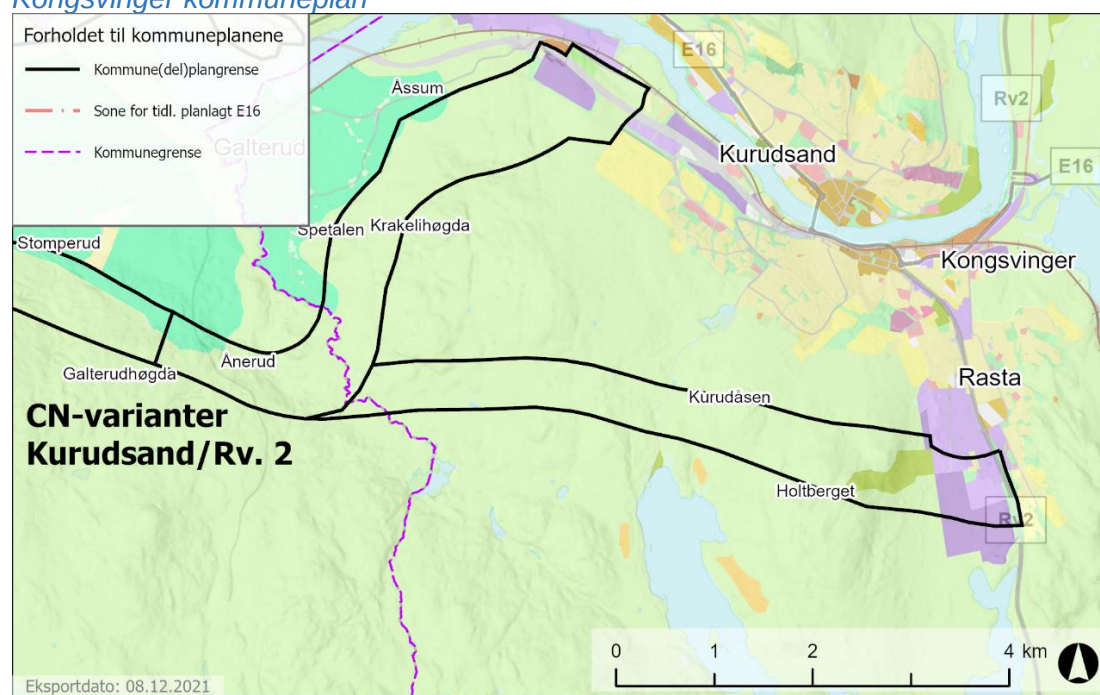 Kongsvinger kommuneplan
Forholdet til kommuneplanene
Kommune(del)plangrense
Sone for tidl. planlagt E16
Kommunegrense
Galterud
Åssum
E16
Rv2
Kurudsand
E16
Spetalen
Krakelihøgda
Stomperud
Kongsvinger
Galterudhøgda
Ånerud
Rasta
Kurudåsen
CN-varianter
Kurudsand/Rv. 2
Holtberget
Rv2
0 1 2 4 km
Eksportdato: 08.12.2021